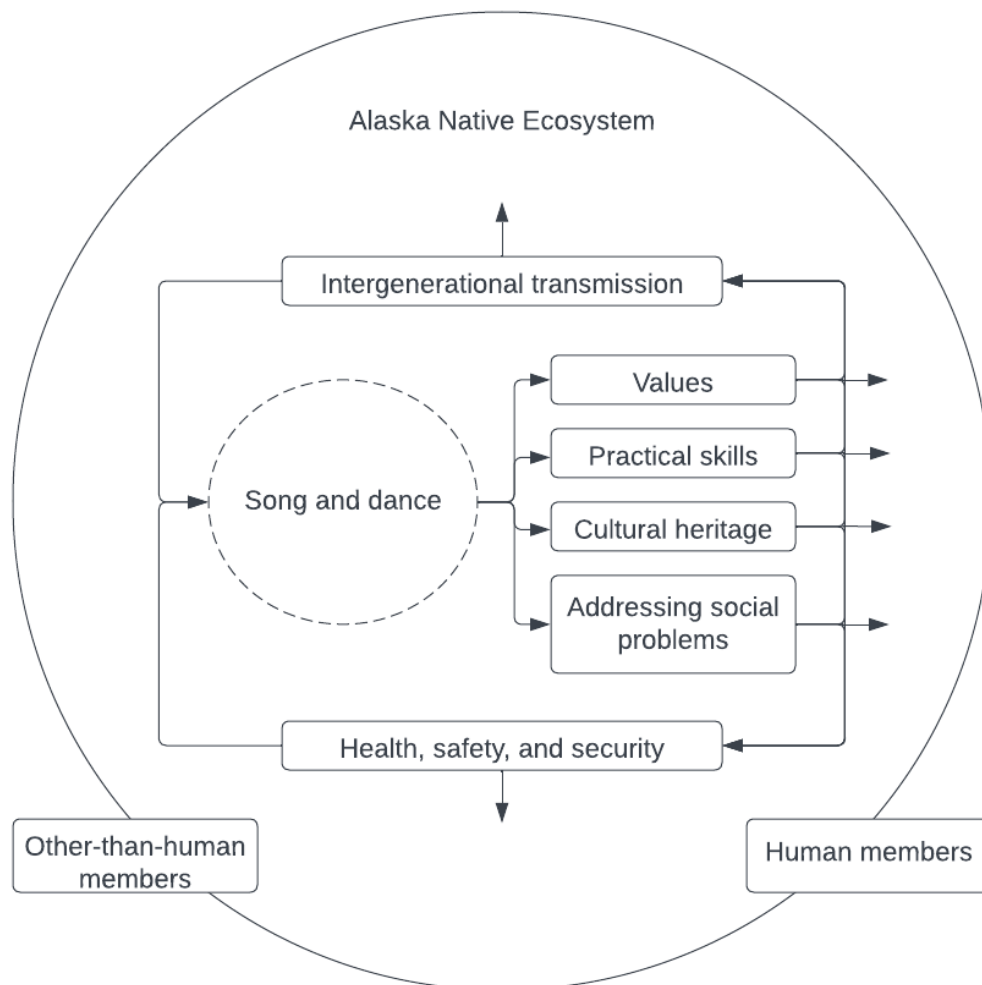 Alaska Native Ecosystem
Intergenerational transmission
Values
Practical skills
Song and dance
Cultural heritage
Addressing social
problems
Health, safety, and security
Other-than-human
members
Human members